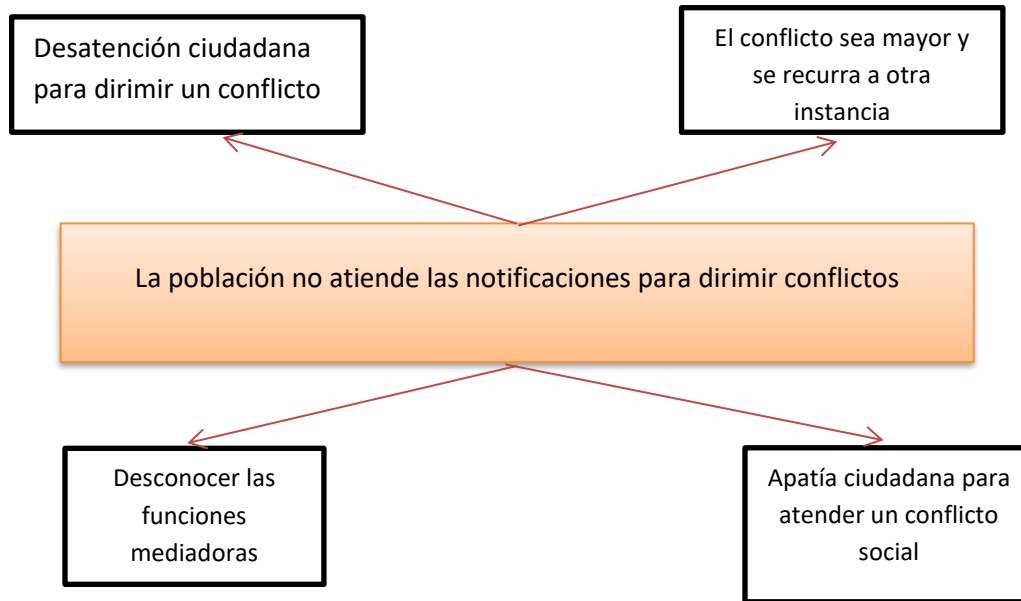 Desatención ciudadana
para dirimir un conflicto
El conflicto sea mayor y
se recurra a otra
instancia
La población no atiende las notificaciones para dirimir conflictos
Desconocer las
funciones
mediadoras
Apatía ciudadana para
atender un conflicto
social